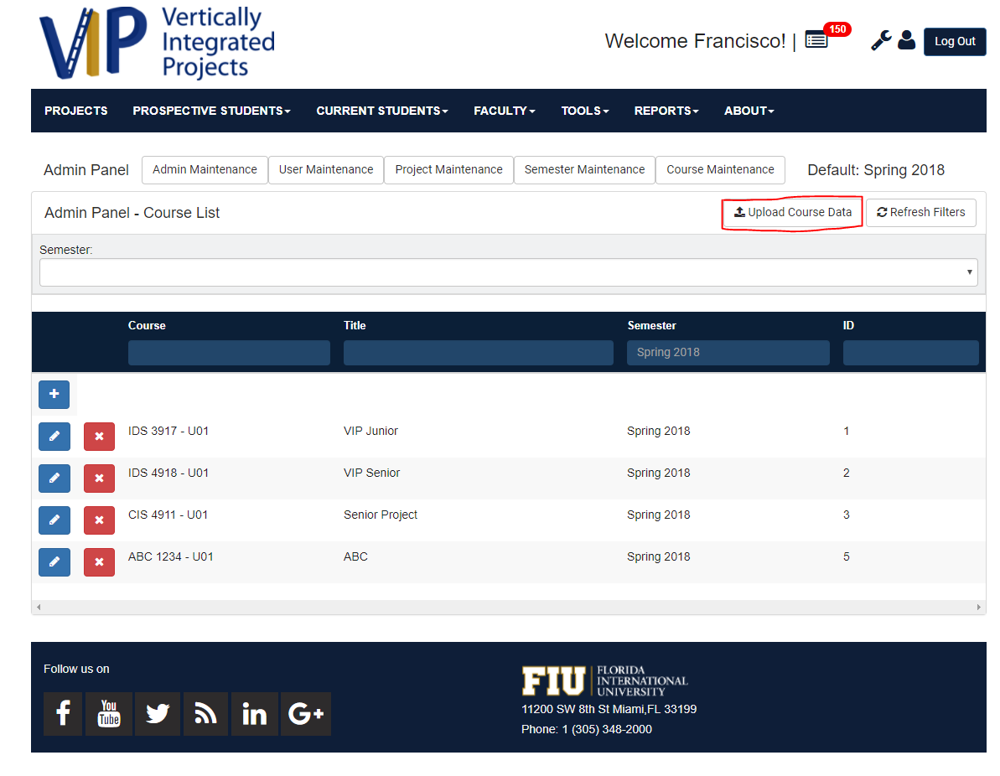 VIP Vertically
Integrated
Projects
Welcome Francisco! | 150 Log Out
PROJECTS PROSPECTIVE STUDENTS CURRENT STUDENTS FACULTY TOOLS REPORTS ABOUT
Admin Panel Admin Maintenance User Maintenance Project Maintenance Semester Maintenance Course Maintenance Default: Spring 2018
Admin Panel - Course List Upload Course Data Refresh Filters
Semester:
Course Title Semester ID
Spring 2018
IDS 3917 - U01 VIP Junior Spring 2018 1
IDS 4918 - U01 VIP Senior Spring 2018 2
CIS 4911 - U01 Senior Project Spring 2018 3
ABC 1234 - U01 ABC Spring 2018 5
Follow us on
f You Tube in G+
FIU FLORIDA
INTERNATIONAL
UNIVERSITY
11200 SW 8th St Miami,FL 33199
Phone: 1 (305) 348-2000